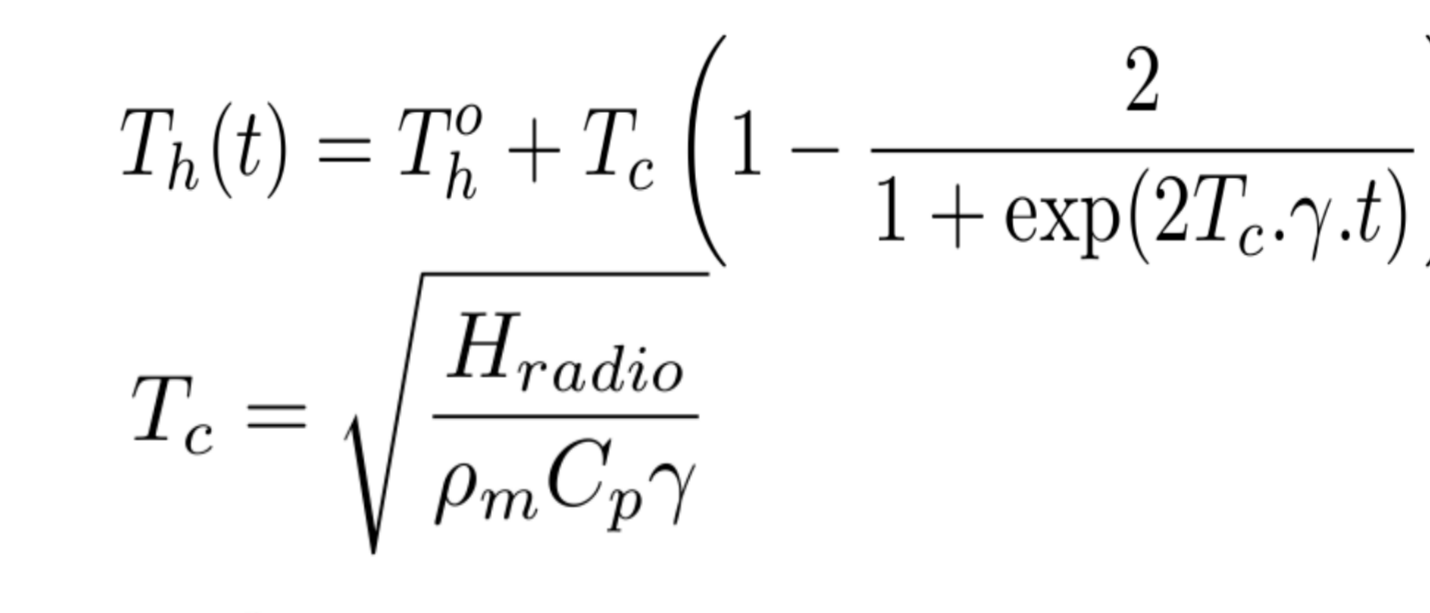 T_h(t) = T_h^o + T_c \left( 1 - \frac{2}{1 + \exp(2T_c.\gamma.t)} \right)
T_c = \sqrt{\frac{H_{radio}}{\rho_m C_p \gamma}}